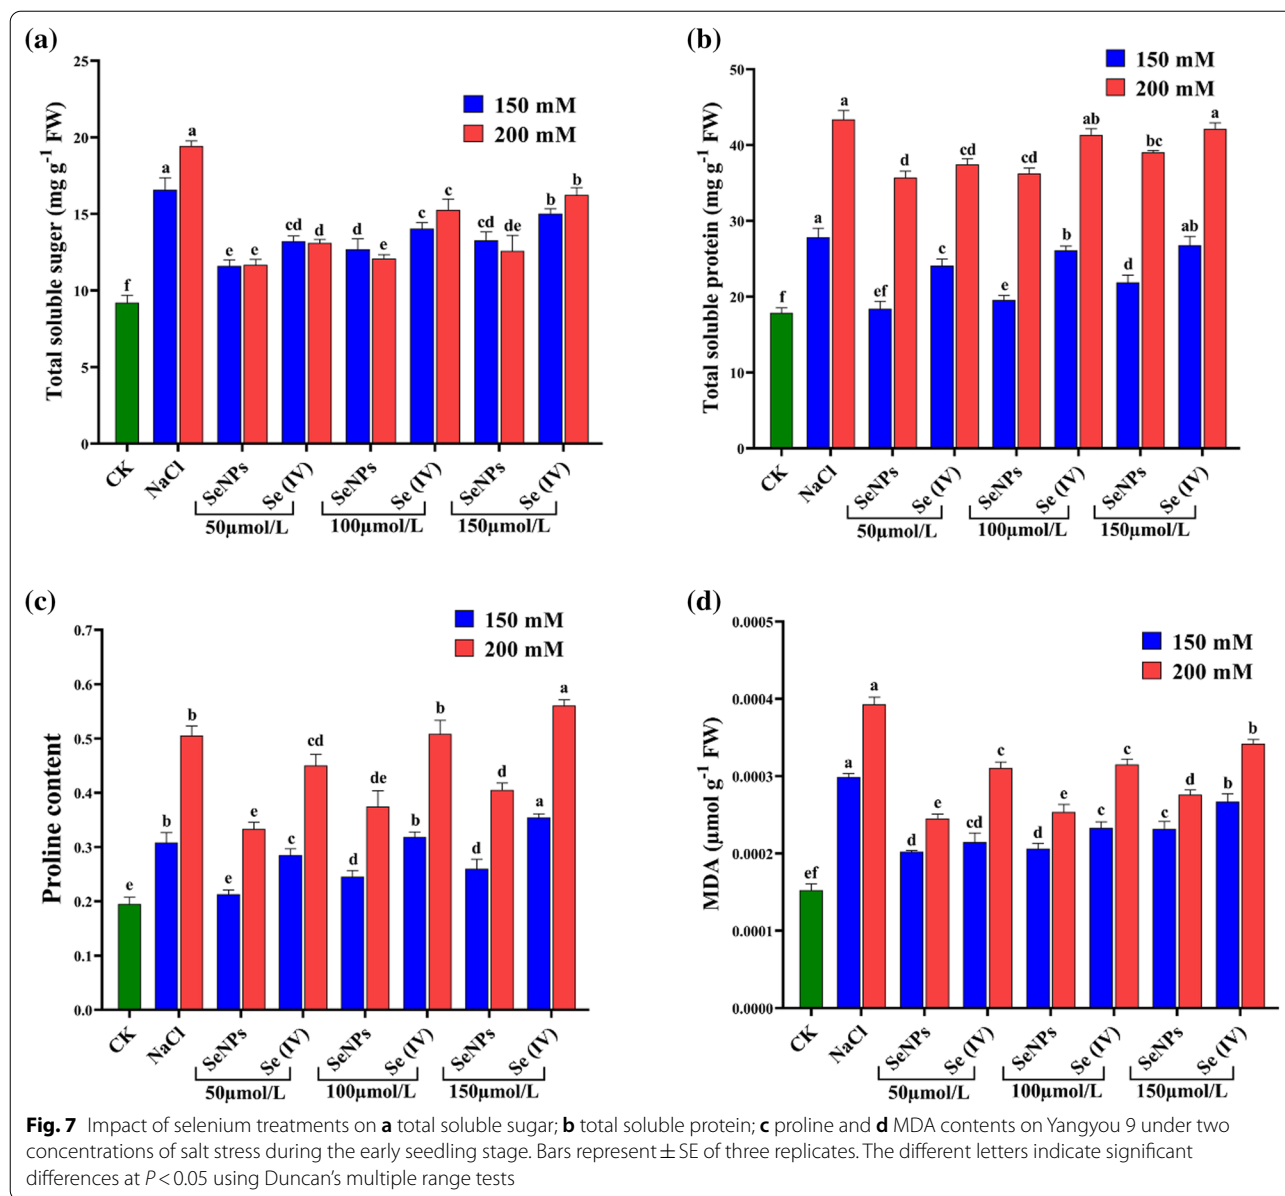 (a)
25
20
15
10
5
0
Total soluble suger (mg g⁻¹ FW)
150 mM
200 mM
f
a
a
e
e
cd
d
d
e
c
c
cd
de
b
b
CK
NaCl
SeNPs
Se (IV)
SeNPs
Se (IV)
SeNPs
Se (IV)
50µmol/L
100µmol/L
150µmol/L
(b)
50
40
30
20
10
0
Total soluble protein (mg g⁻¹ FW)
150 mM
200 mM
f
a
a
ef
d
c
cd
e
cd
b
ab
d
bc
ab
a
CK
NaCl
SeNPs
Se (IV)
SeNPs
Se (IV)
SeNPs
Se (IV)
50µmol/L
100µmol/L
150µmol/L
(c)
0.7
0.6
0.5
0.4
0.3
0.2
0.1
0.0
Proline content
150 mM
200 mM
e
b
b
e
e
c
cd
d
de
b
b
d
d
a
a
CK
NaCl
SeNPs
Se (IV)
SeNPs
Se (IV)
SeNPs
Se (IV)
50µmol/L
100µmol/L
150µmol/L
(d)
0.0005
0.0004
0.0003
0.0002
0.0001
0.0000
MDA (µmol g⁻¹ FW)
150 mM
200 mM
ef
a
a
d
e
cd
c
d
e
c
c
c
d
b
b
CK
NaCl
SeNPs
Se (IV)
SeNPs
Se (IV)
SeNPs
Se (IV)
50µmol/L
100µmol/L
150µmol/L
Fig. 7 Impact of selenium treatments on a total soluble sugar; b total soluble protein; c proline and d MDA contents on Yangyou 9 under two
concentrations of salt stress during the early seedling stage. Bars represent ± SE of three replicates. The different letters indicate significant
differences at P < 0.05 using Duncan's multiple range tests